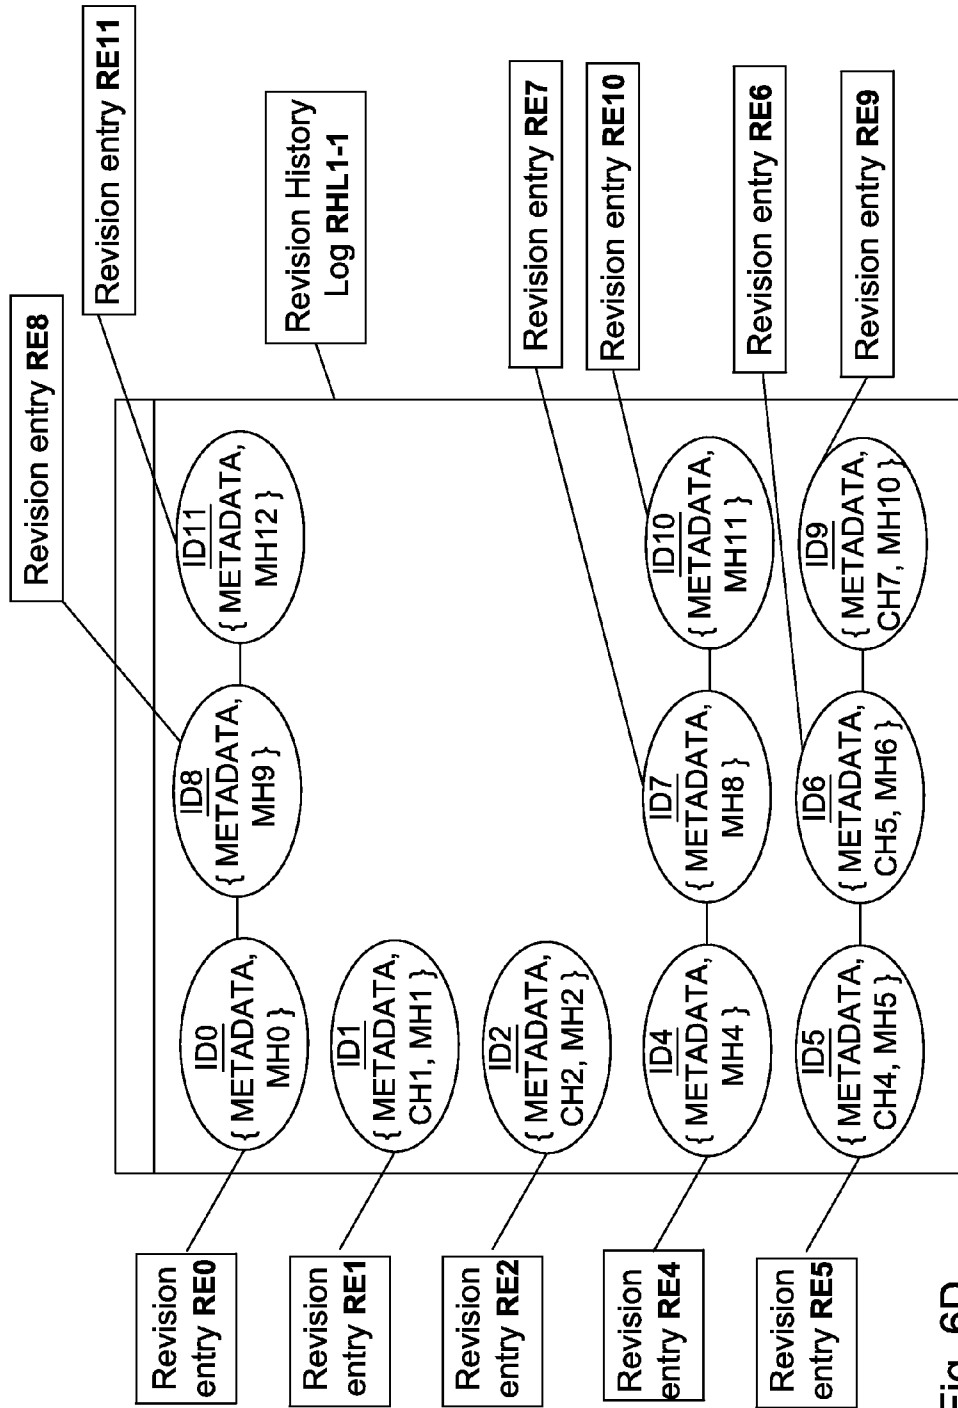 Revision entry RE8
Revision entry RE11
Revision History
Log RHL1-1
Revision entry RE7
Revision entry RE10
Revision entry RE6
Revision entry RE9
ID0
{ METADATA,
MH0 }
ID8
{ METADATA,
MH9 }
ID11
{ METADATA,
MH12 }
ID1
{ METADATA,
CH1, MH1 }
ID2
{ METADATA,
CH2, MH2 }
ID4
{ METADATA,
MH4 }
ID7
{ METADATA,
MH8 }
ID10
{ METADATA,
MH11 }
ID5
{ METADATA,
CH4, MH5 }
ID6
{ METADATA,
CH5, MH6 }
ID9
{ METADATA,
CH7, MH10 }
Revision
entry RE0
Revision
entry RE1
Revision
entry RE2
Revision
entry RE4
Revision
entry RE5
Fig. 6D